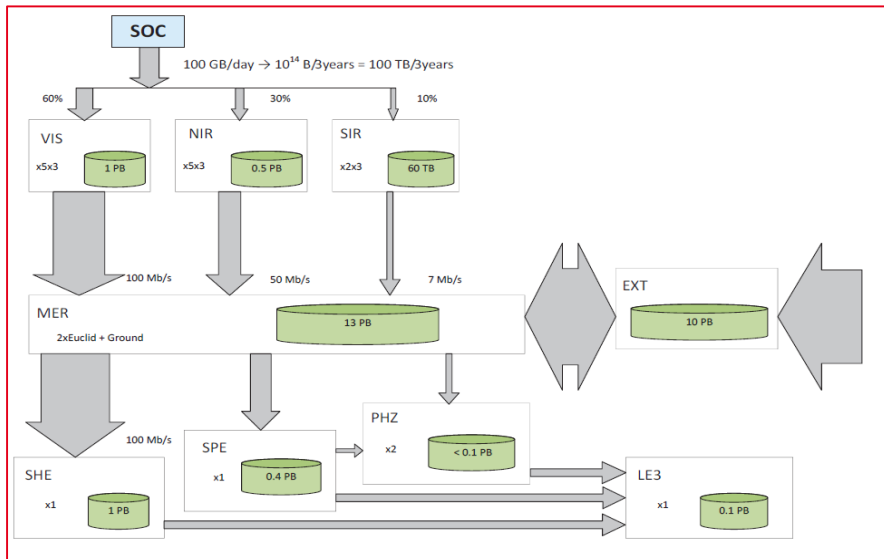 SOC
100 GB/day → 10¹⁴ B/3years = 100 TB/3years
60%
30%
10%
VIS
x5x3
1 PB
NIR
x5x3
0.5 PB
SIR
x2x3
60 TB
100 Mb/s
50 Mb/s
7 Mb/s
MER
2xEuclid + Ground
13 PB
EXT
10 PB
100 Mb/s
SHE
x1
1 PB
SPE
x1
0.4 PB
PHZ
x2
< 0.1 PB
LE3
x1
0.1 PB